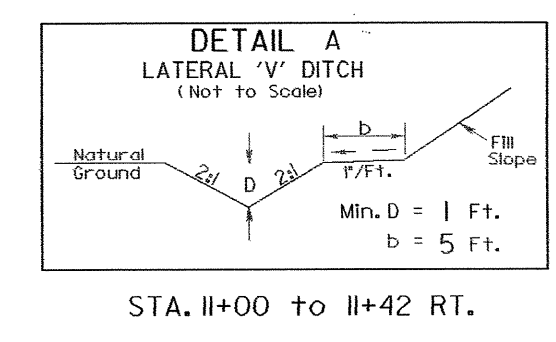 DETAIL A
LATERAL 'V' DITCH
(Not to Scale)
b
Natural
Ground
2:1
D
2:1
1"/Ft.
Fill
Slope
Min. D = 1 Ft.
b = 5 Ft.
STA. 11+00 to 11+42 RT.